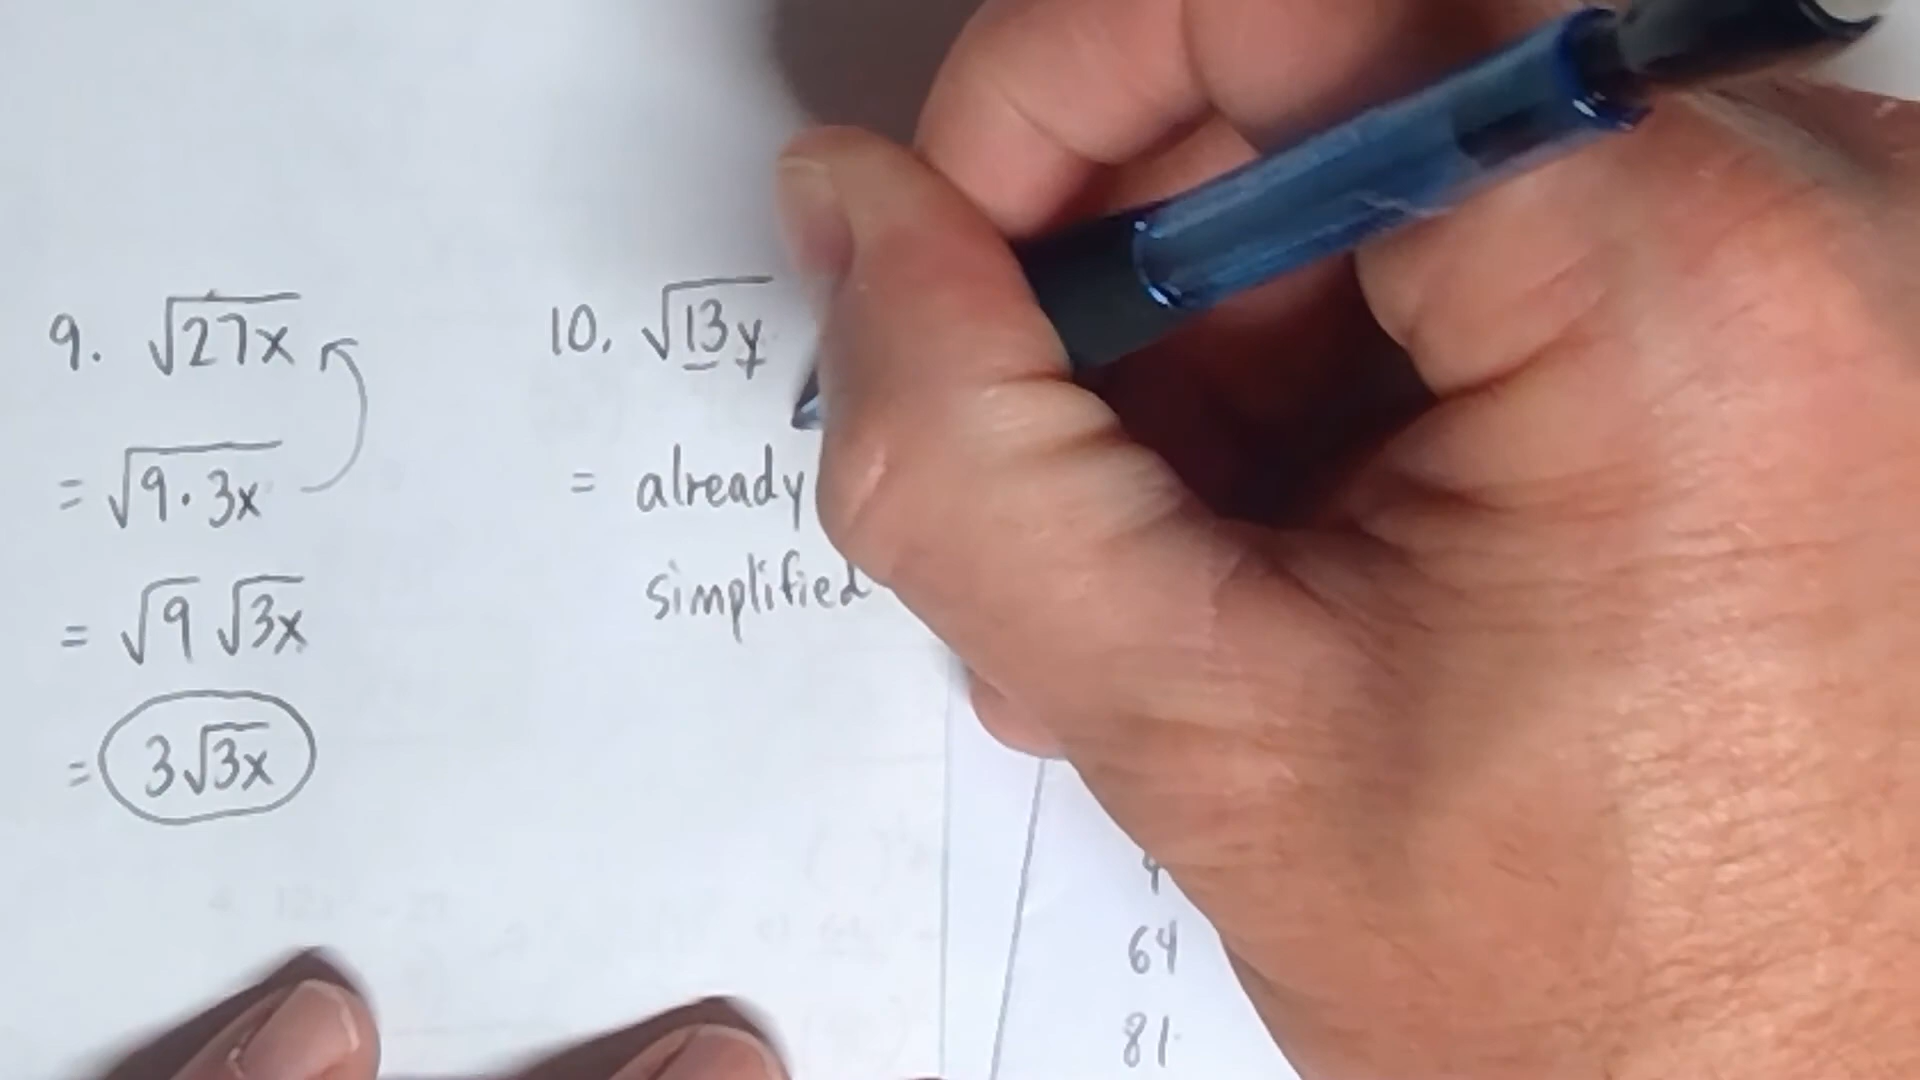 9. √27x
= √9·3x
= √9 √3x
= 3√3x
10. √13y
= already
simplified
64
81